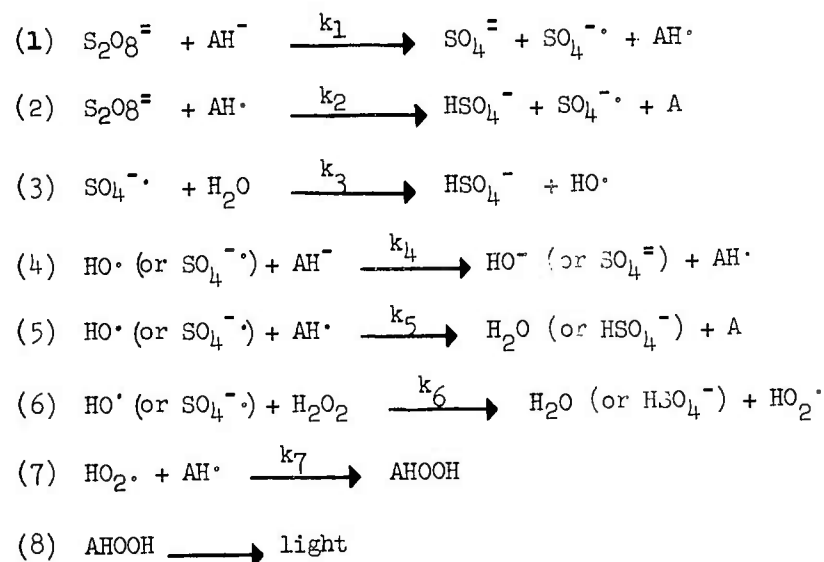 (1) S₂O₈⁼ + AH⁻ k₁ → SO₄⁼ + SO₄⁻· + AH·
(2) S₂O₈⁼ + AH· k₂ → HSO₄⁻ + SO₄⁻· + A
(3) SO₄⁻· + H₂O k₃ → HSO₄⁻ + HO·
(4) HO· (or SO₄⁻·) + AH⁻ k₄ → HO⁻ (or SO₄⁼) + AH·
(5) HO· (or SO₄⁻·) + AH· k₅ → H₂O (or HSO₄⁻) + A
(6) HO· (or SO₄⁻·) + H₂O₂ k₆ → H₂O (or HSO₄⁻) + HO₂·
(7) HO₂· + AH· k₇ → AHOOH
(8) AHOOH → light